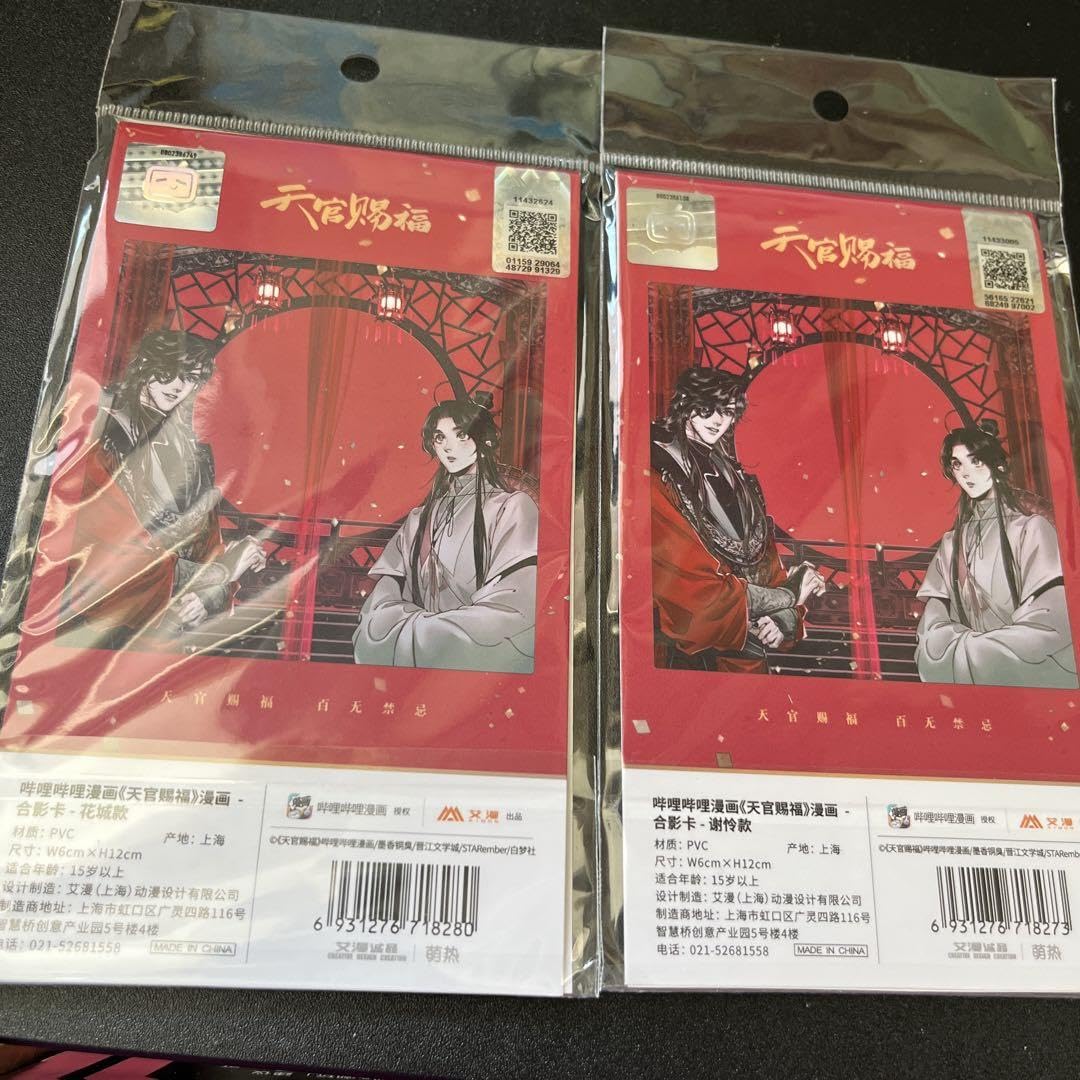 0B02386749
11432624
01159 29064
48729 91329
天官赐福
天官赐福 百无禁忌
哔哩哔哩漫画《天官赐福》漫画 -
合影卡 - 花城款
材质：PVC
产地：上海
尺寸：W6cm×H12cm
适合年龄：15岁以上
设计制造：艾漫（上海）动漫设计有限公司
制造商地址：上海市虹口区广灵四路116号
智慧桥创意产业园5号楼4楼
电话：021-52681558
MADE IN CHINA
哔哩哔哩漫画 授权
艾漫 出品
©《天官赐福》哔哩哔哩漫画/墨香铜臭/晋江文学城/STARember/白梦社
6 931276 718280
艾漫诚品
CREATIVE DESIGN CREATION
萌热
11433005
56165 22621
68249 97002
天官赐福
天官赐福 百无禁忌
哔哩哔哩漫画《天官赐福》漫画 -
合影卡 - 谢怜款
材质：PVC
产地：上海
尺寸：W6cm×H12cm
适合年龄：15岁以上
设计制造：艾漫（上海）动漫设计有限公司
制造商地址：上海市虹口区广灵四路116号
智慧桥创意产业园5号楼4楼
电话：021-52681558
MADE IN CHINA
哔哩哔哩漫画 授权
艾漫
©《天官赐福》哔哩哔哩漫画/墨香铜臭/晋江文学城/STARember
6 931276 718273
艾漫诚品
CREATIVE DESIGN CREATION
萌热